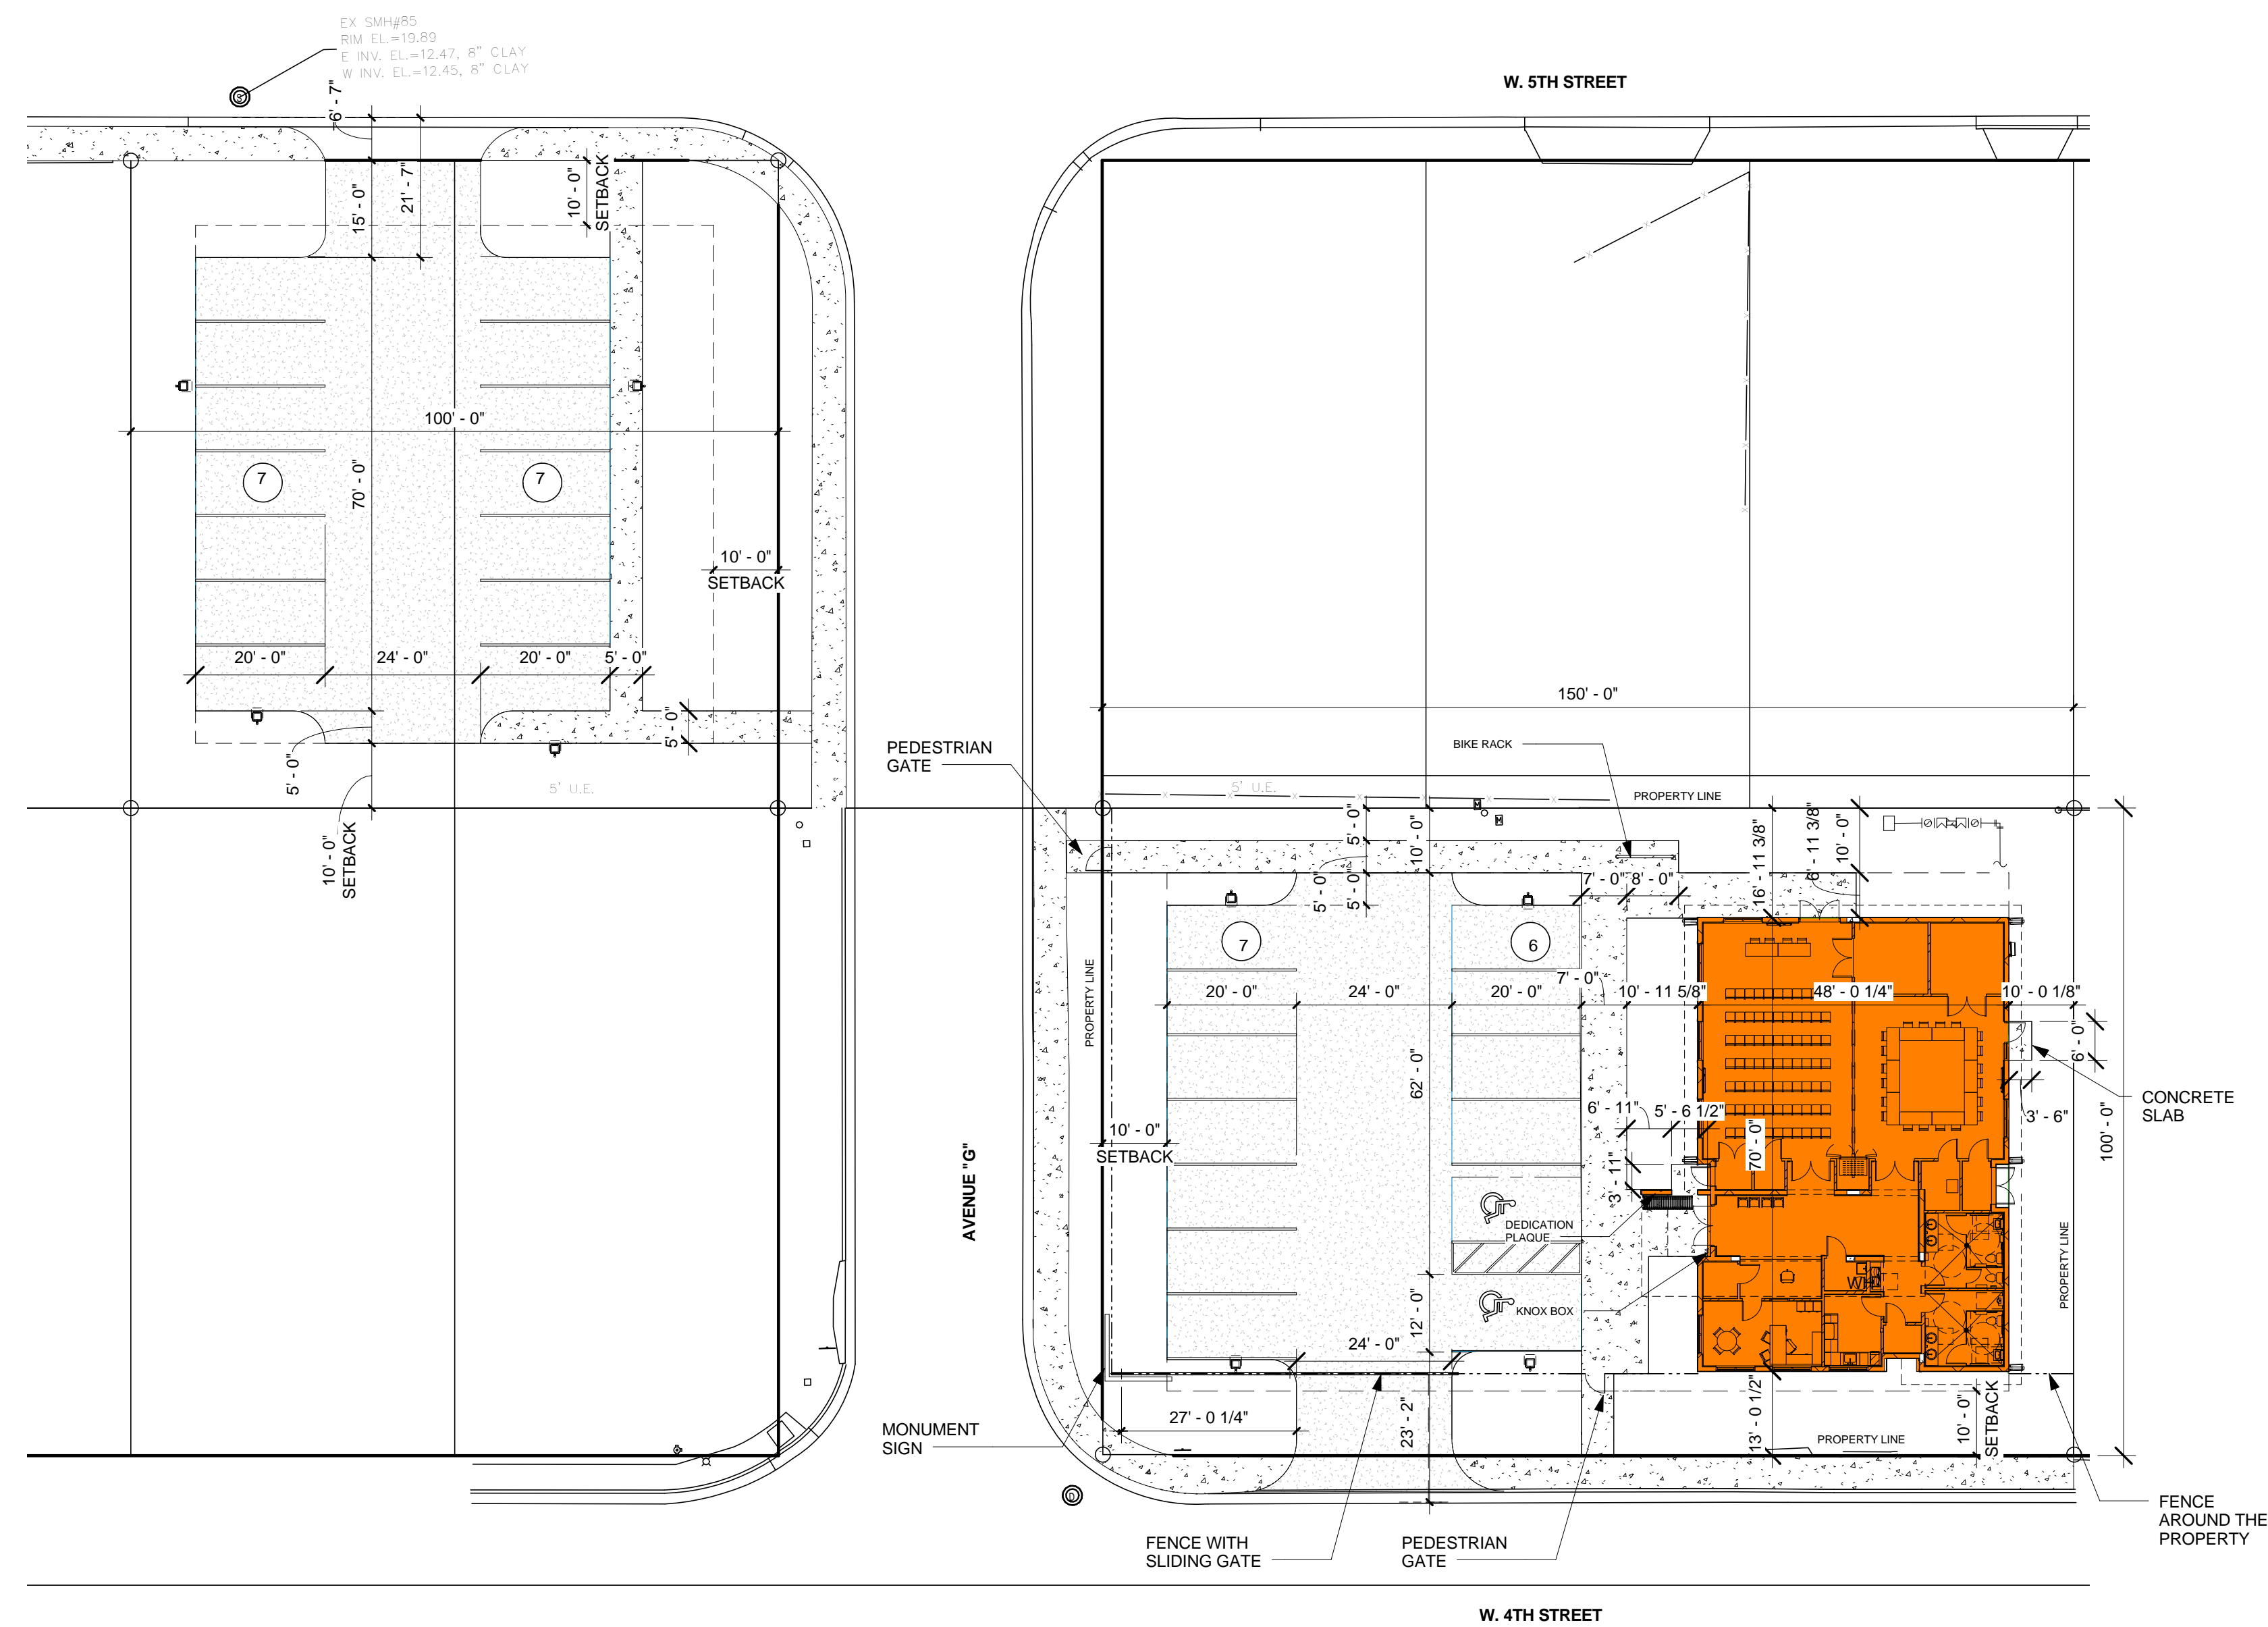 EX SMH#85
RIM EL.=19.89
E INV. EL.=12.47, 8" CLAY
W INV. EL.=12.45, 8" CLAY
S
W. 5TH STREET
6' - 7"
15' - 0"
21' - 7"
10' - 0"
SETBACK
100' - 0"
7
7
70' - 0"
10' - 0"
SETBACK
20' - 0"
24' - 0"
20' - 0"
5' - 0"
5' - 0"
5' - 0"
5' U.E.
10' - 0"
SETBACK
150' - 0"
PEDESTRIAN
GATE
BIKE RACK
5' U.E.
PROPERTY LINE
M
M
5' - 0"
10' - 0"
5' - 0"
5' - 0"
7' - 0"
8' - 0"
16' - 11 3/8"
6' - 11 3/8"
10' - 0"
7
6
PROPERTY LINE
20' - 0"
24' - 0"
20' - 0"
7' - 0"
10' - 11 5/8"
48' - 0 1/4"
10' - 0 1/8"
6' - 0"
CONCRETE
SLAB
3' - 6"
100' - 0"
62' - 0"
6' - 11"
5' - 6 1/2"
10' - 0"
SETBACK
70' - 0"
3' - 11"
AVENUE "G"
DEDICATION
PLAQUE
KNOX BOX
WH
PROPERTY LINE
12' - 0"
24' - 0"
27' - 0 1/4"
23' - 2"
13' - 0 1/2"
10' - 0"
SETBACK
PROPERTY LINE
MONUMENT
SIGN
D
FENCE WITH
SLIDING GATE
PEDESTRIAN
GATE
FENCE
AROUND THE
PROPERTY
W. 4TH STREET